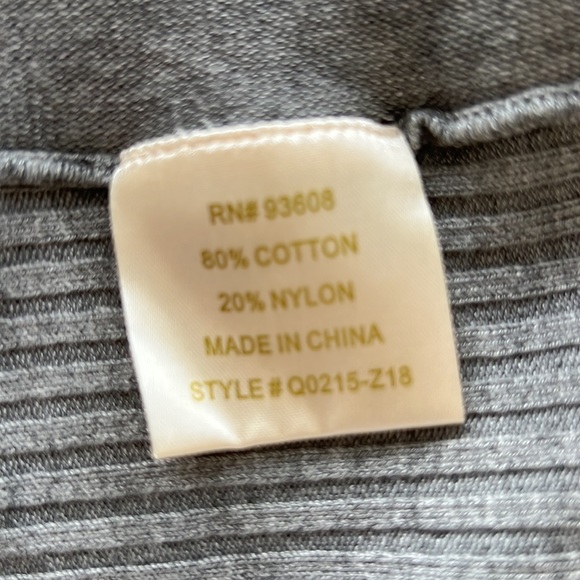 RN# 93608
80% COTTON
20% NYLON
MADE IN CHINA
STYLE # Q0215-Z18